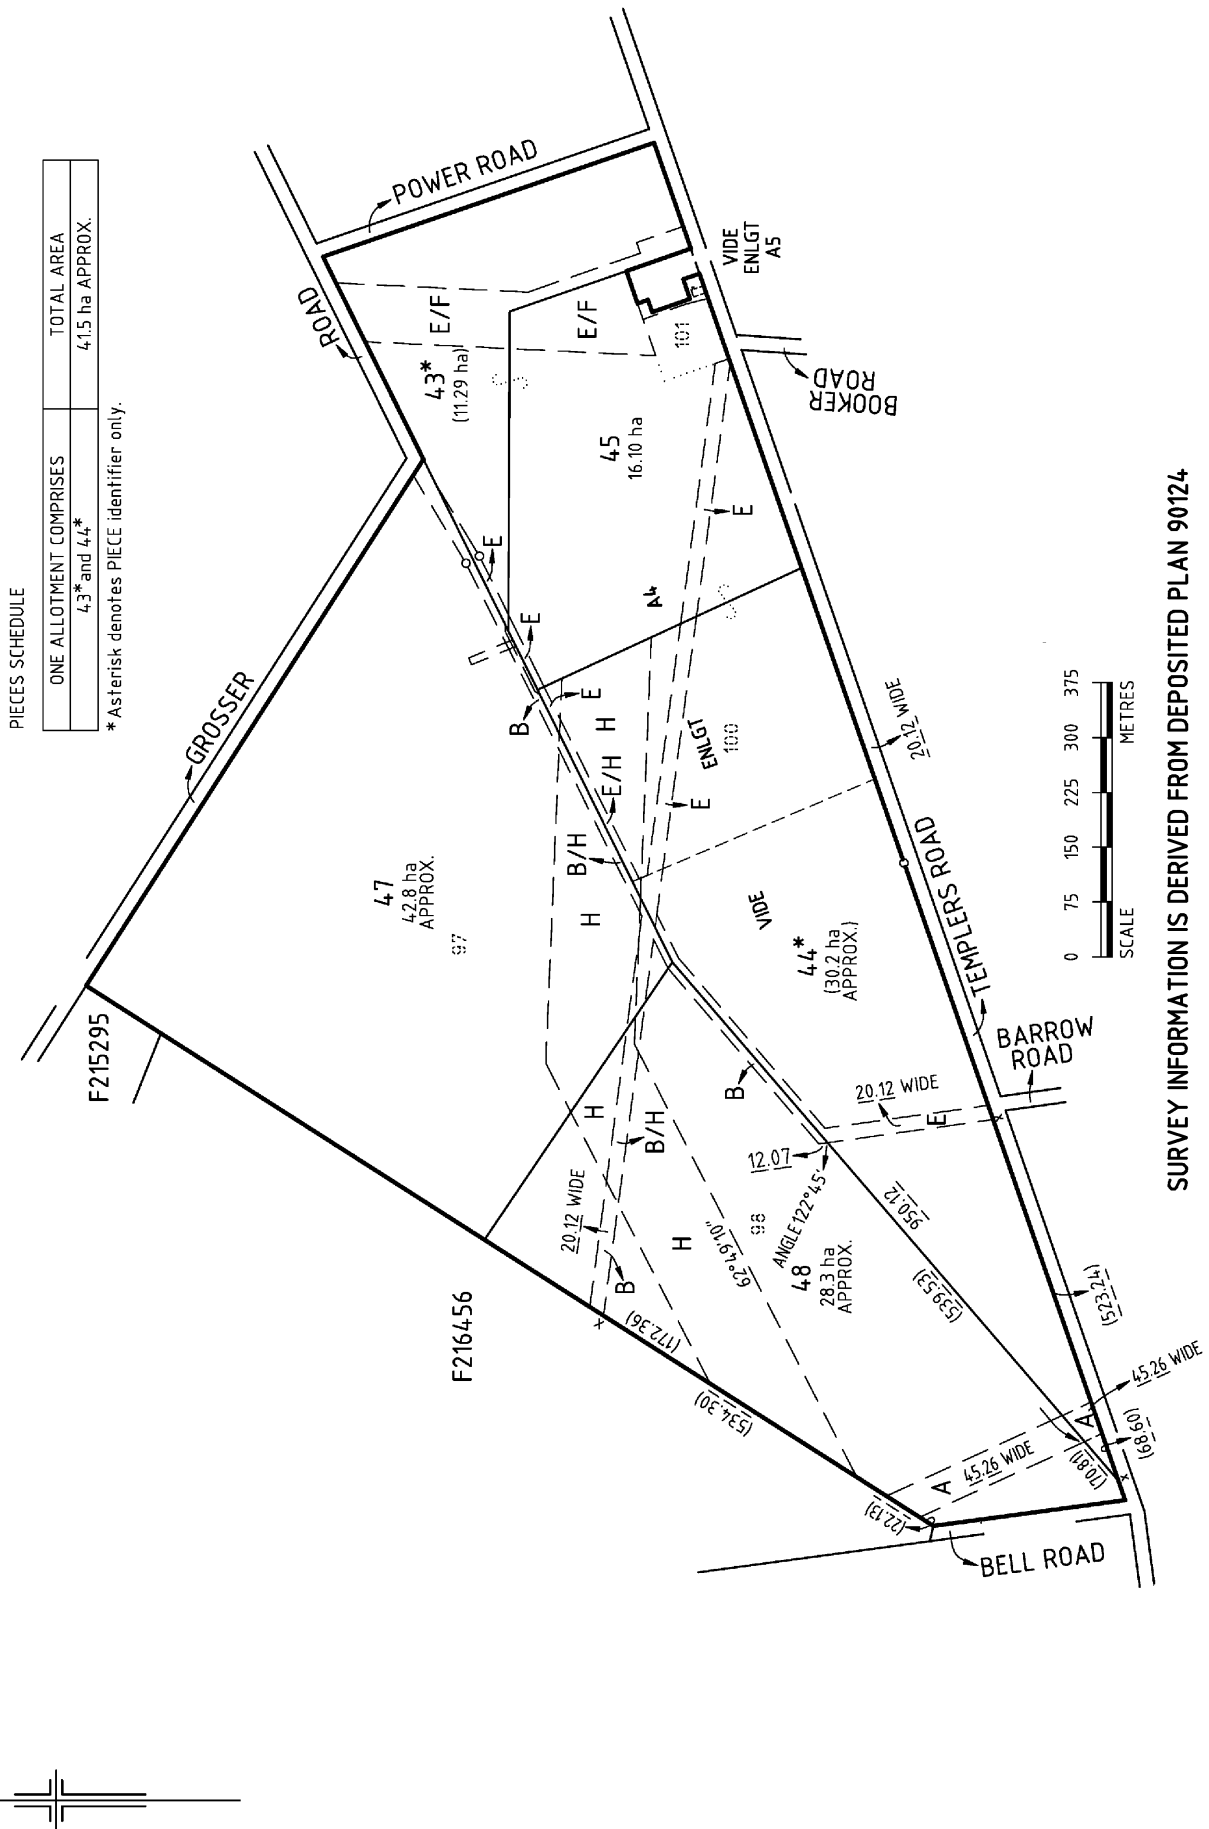 PIECES SCHEDULE
ONE ALLOTMENT COMPRISES
TOTAL AREA
43* and 44*
41.5 ha APPROX.
* Asterisk denotes PIECE identifier only.
GROSSER
ROAD
POWER ROAD
F215295
F216456
47
42.8 ha
APPROX.
97
43*
(11.29 ha)
E/F
E/F
S
45
16.10 ha
101
VIDE
ENLGT
A5
BOOKER
ROAD
E
E
E
E
B
H
E/H
B/H
H
VIDE
ENLGT
A4
100
S
E
E
20.12 WIDE
44*
(30.2 ha
APPROX.)
TEMPLERS ROAD
BARROW
ROAD
20.12 WIDE
E
B
12.07
ANGLE 122°45'
H
B/H
20.12 WIDE
B
H
62°49'10"
98
48
28.3 ha
APPROX.
950.12
(539.53)
(523.24)
(172.36)
(534.30)
(22.13)
A
45.26 WIDE
A
45.26 WIDE
(70.81)
(68.60)
BELL ROAD
0 75 150 225 300 375
SCALE
METRES
SURVEY INFORMATION IS DERIVED FROM DEPOSITED PLAN 90124